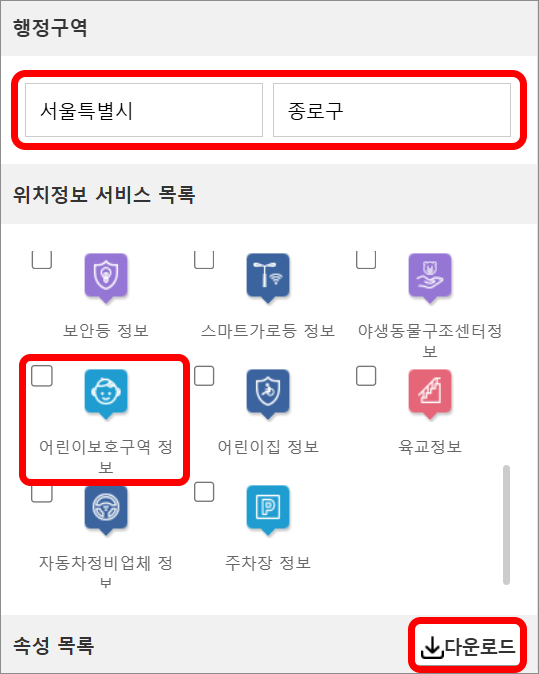 행정구역
서울특별시 종로구
위치정보 서비스 목록
보안등 정보 스마트가로등 정보 야생동물구조센터정
보
어린이보호구역 정 어린이집 정보 육교정보
보
자동차정비업체 정 주차장 정보
보
속성 목록 다운로드